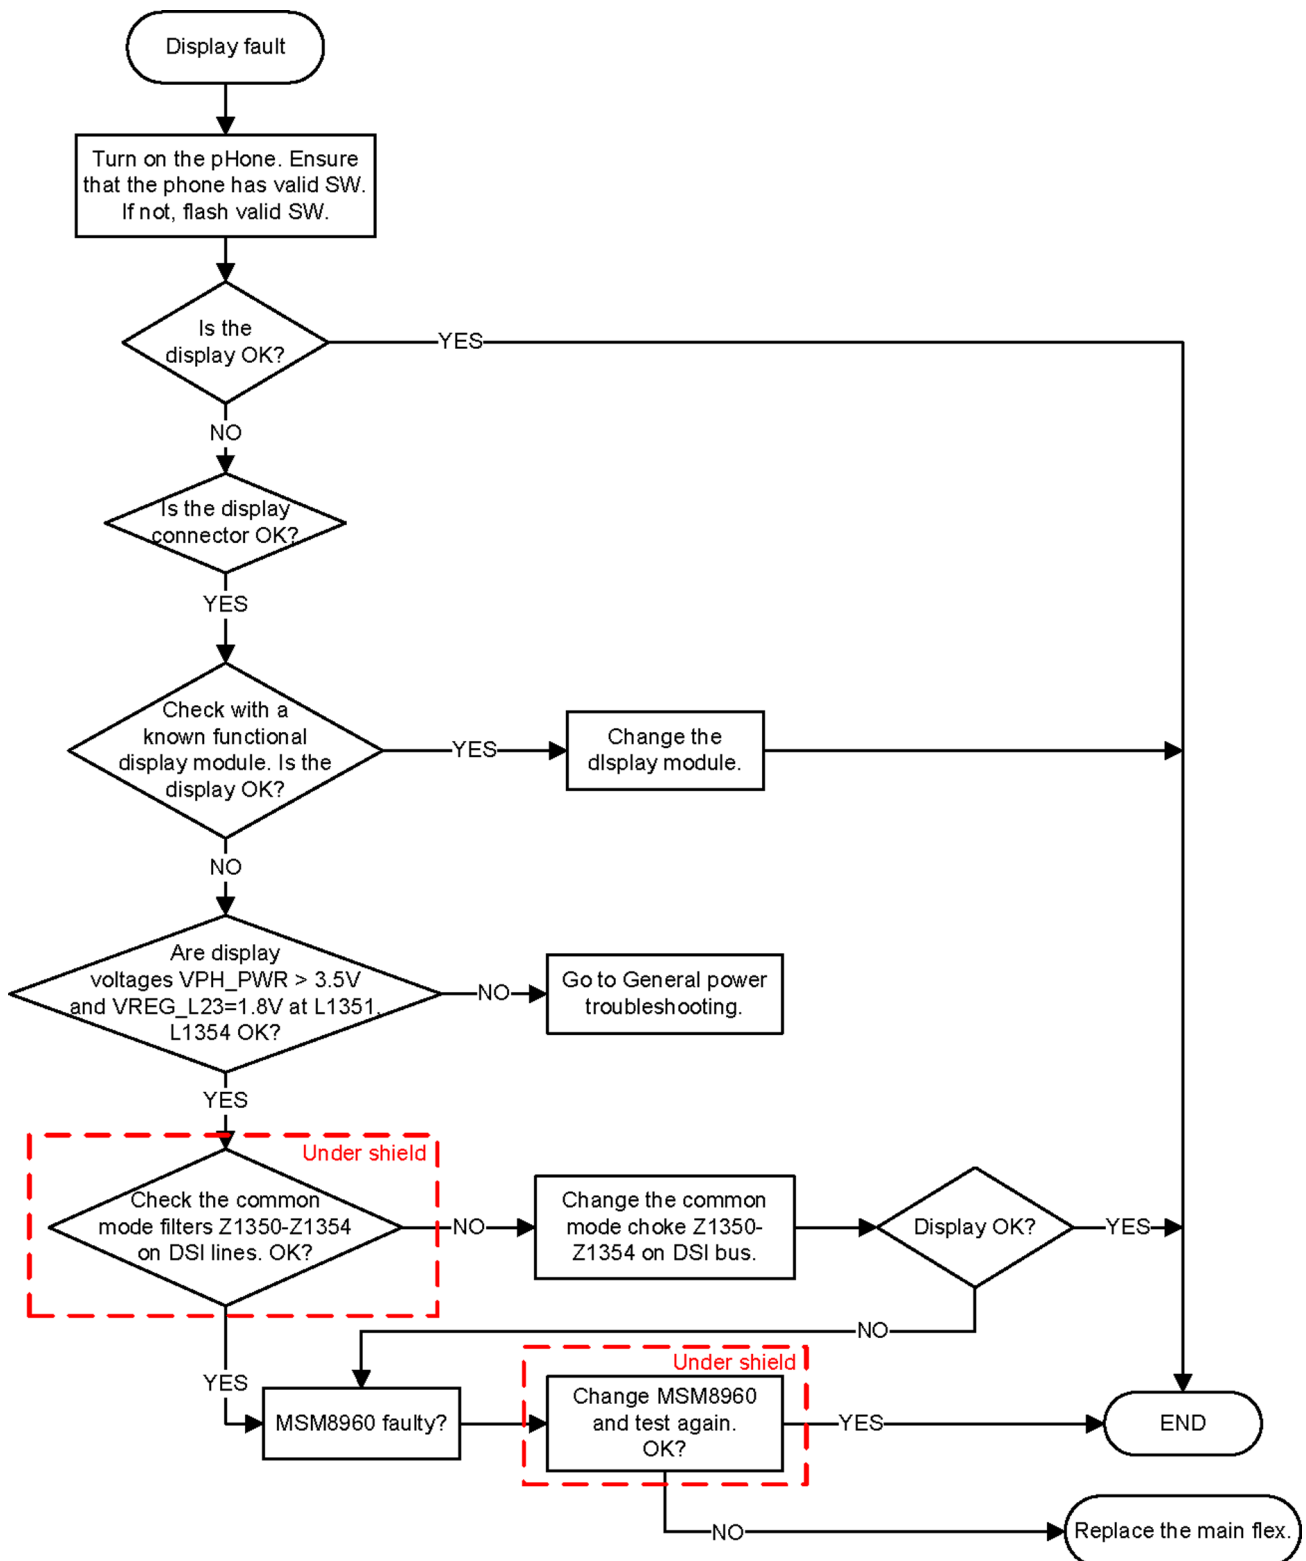 Display fault
Turn on the pHone. Ensure
that the phone has valid SW.
If not, flash valid SW.
Is the
display OK?
YES
NO
Is the display
connector OK?
YES
Check with a
known functional
display module. Is the
display OK?
YES
Change the
dIsplay module.
NO
Are display
voltages VPH_PWR > 3.5V
and VREG_L23=1.8V at L1351,
L1354 OK?
NO
Go to General power
troubleshooting.
YES
Under shield
Check the common
mode filters Z1350-Z1354
on DSI lines. OK?
NO
Change the common
mode choke Z1350-
Z1354 on DSI bus.
Display OK?
YES
NO
YES
MSM8960 faulty?
Under shield
Change MSM8960
and test again.
OK?
YES
END
NO
Replace the main flex.